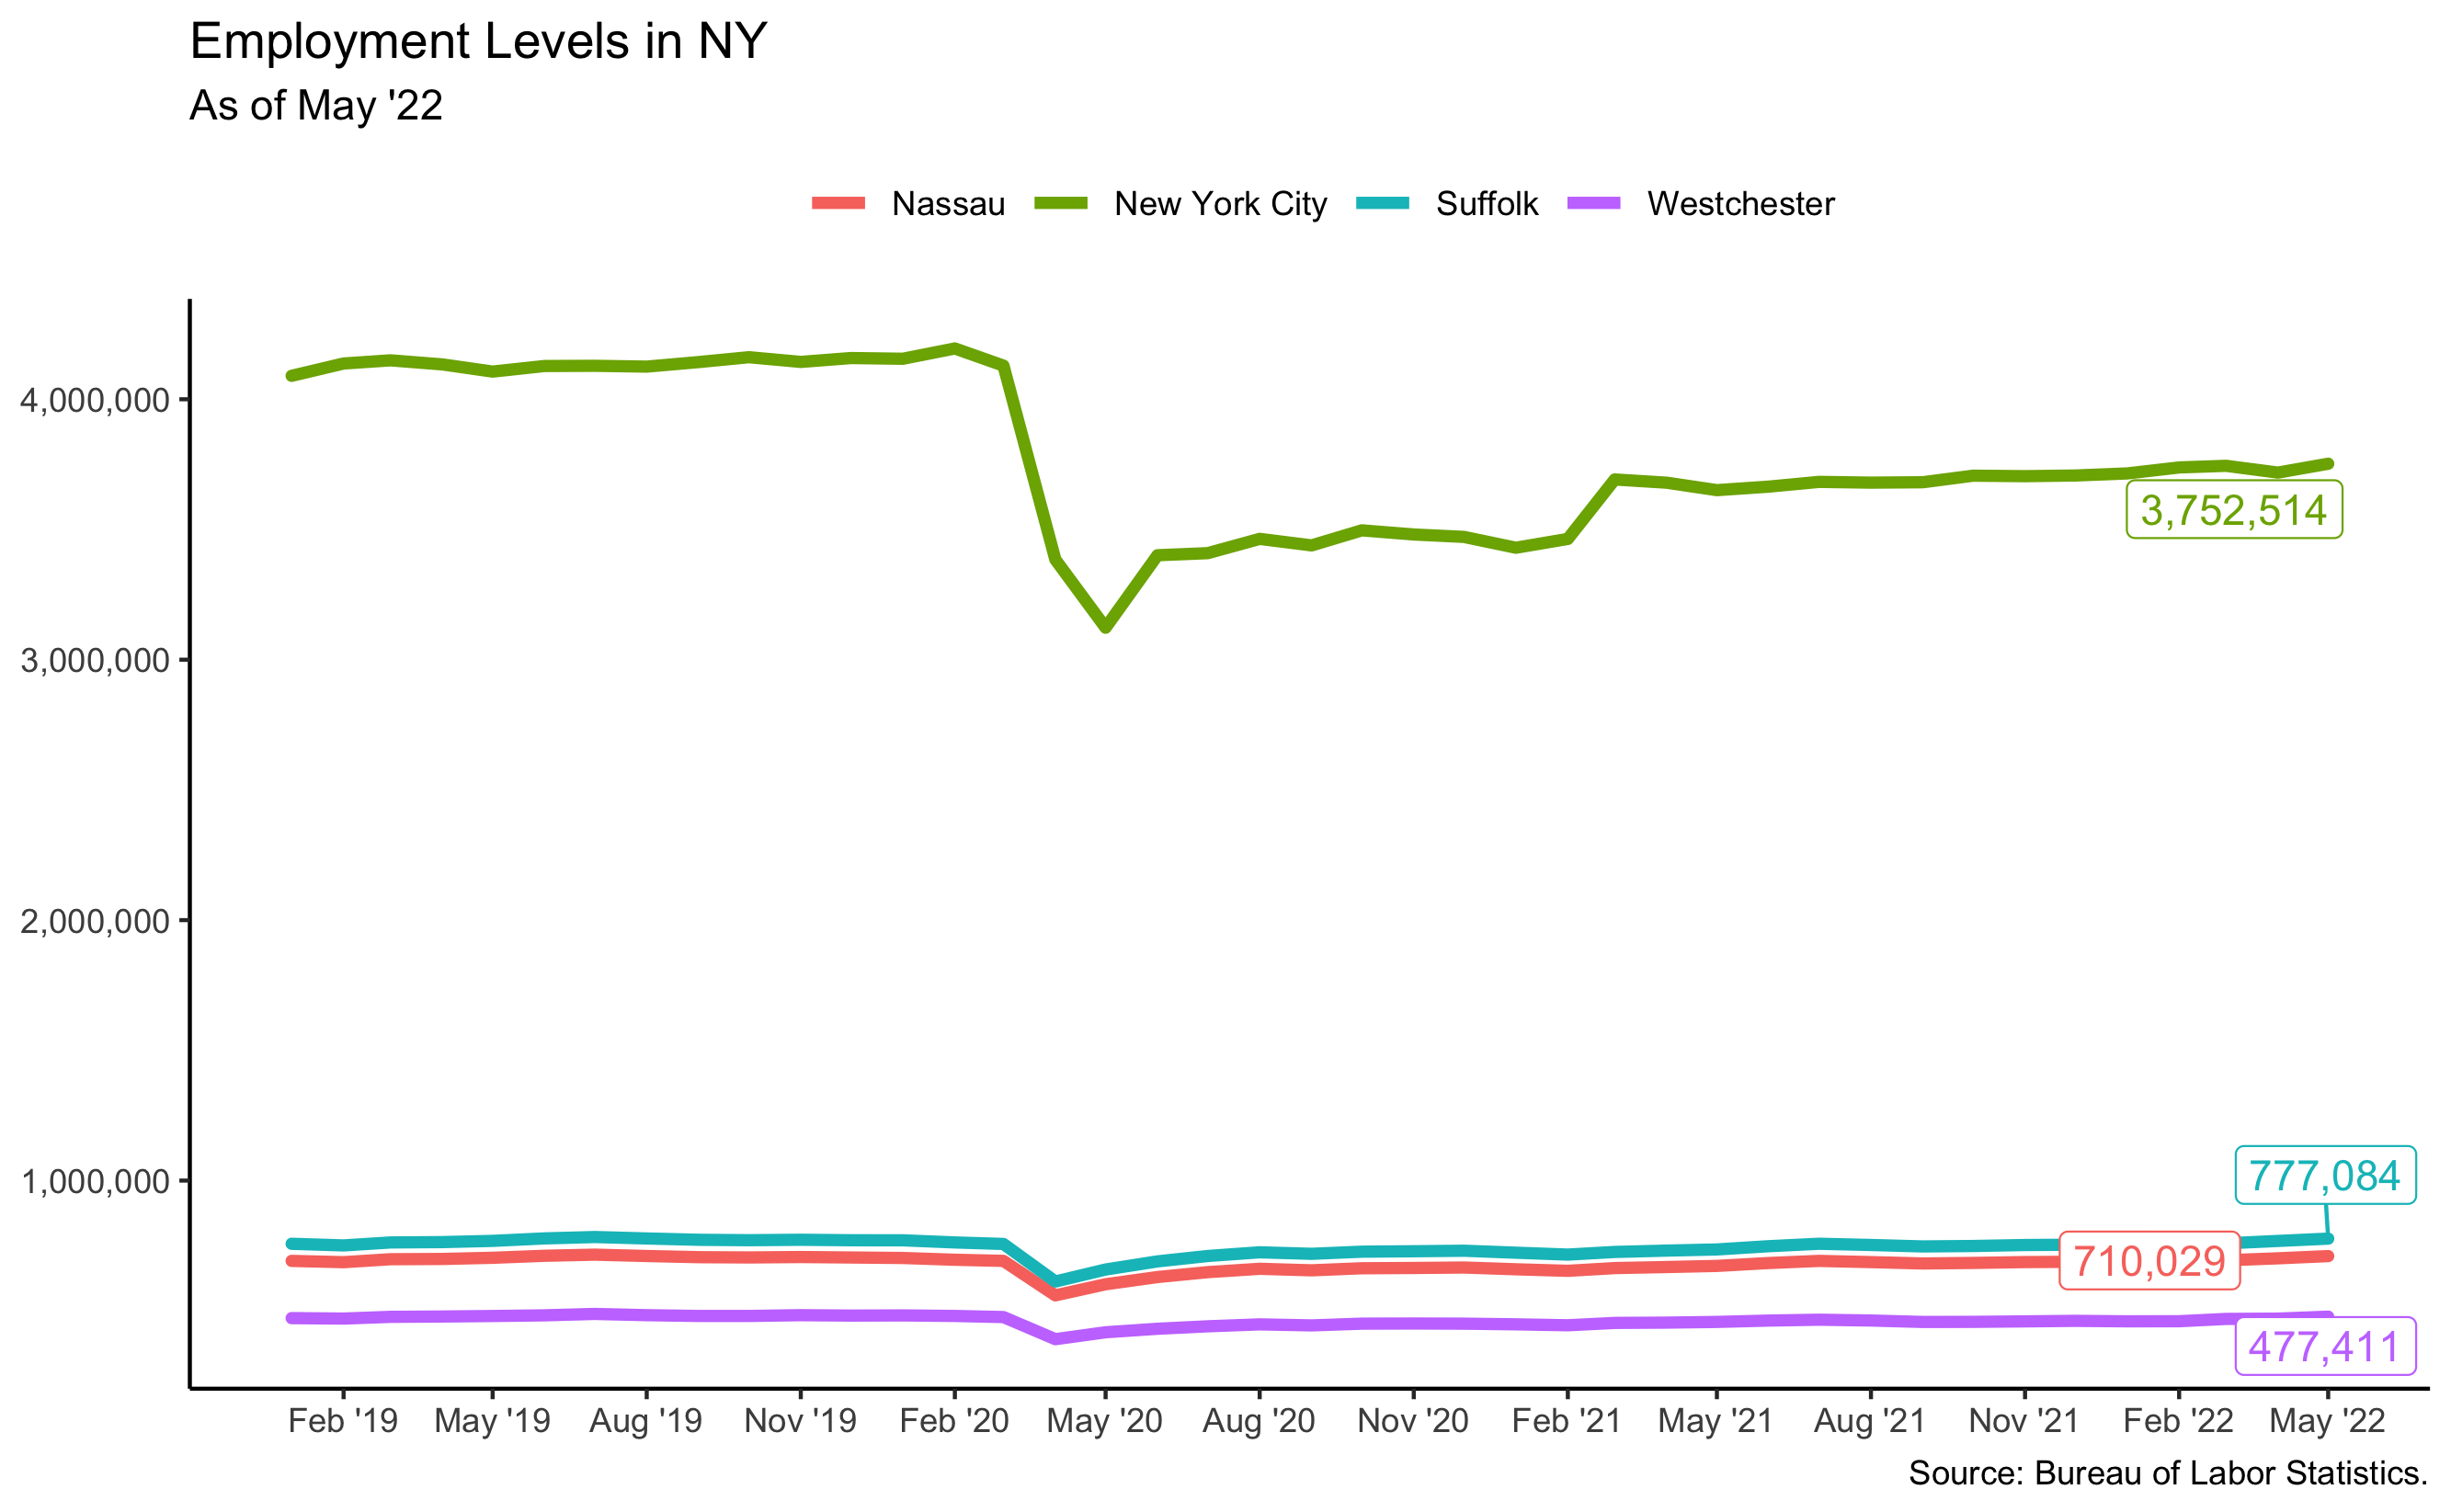 Employment Levels in NY
As of May '22
Nassau New York City Suffolk Westchester
4,000,000
3,752,514
3,000,000
2,000,000
1,000,000
777,084
710,029
477,411
Feb '19 May '19 Aug '19 Nov '19 Feb '20 May '20 Aug '20 Nov '20 Feb '21 May '21 Aug '21 Nov '21 Feb '22 May '22
Source: Bureau of Labor Statistics.